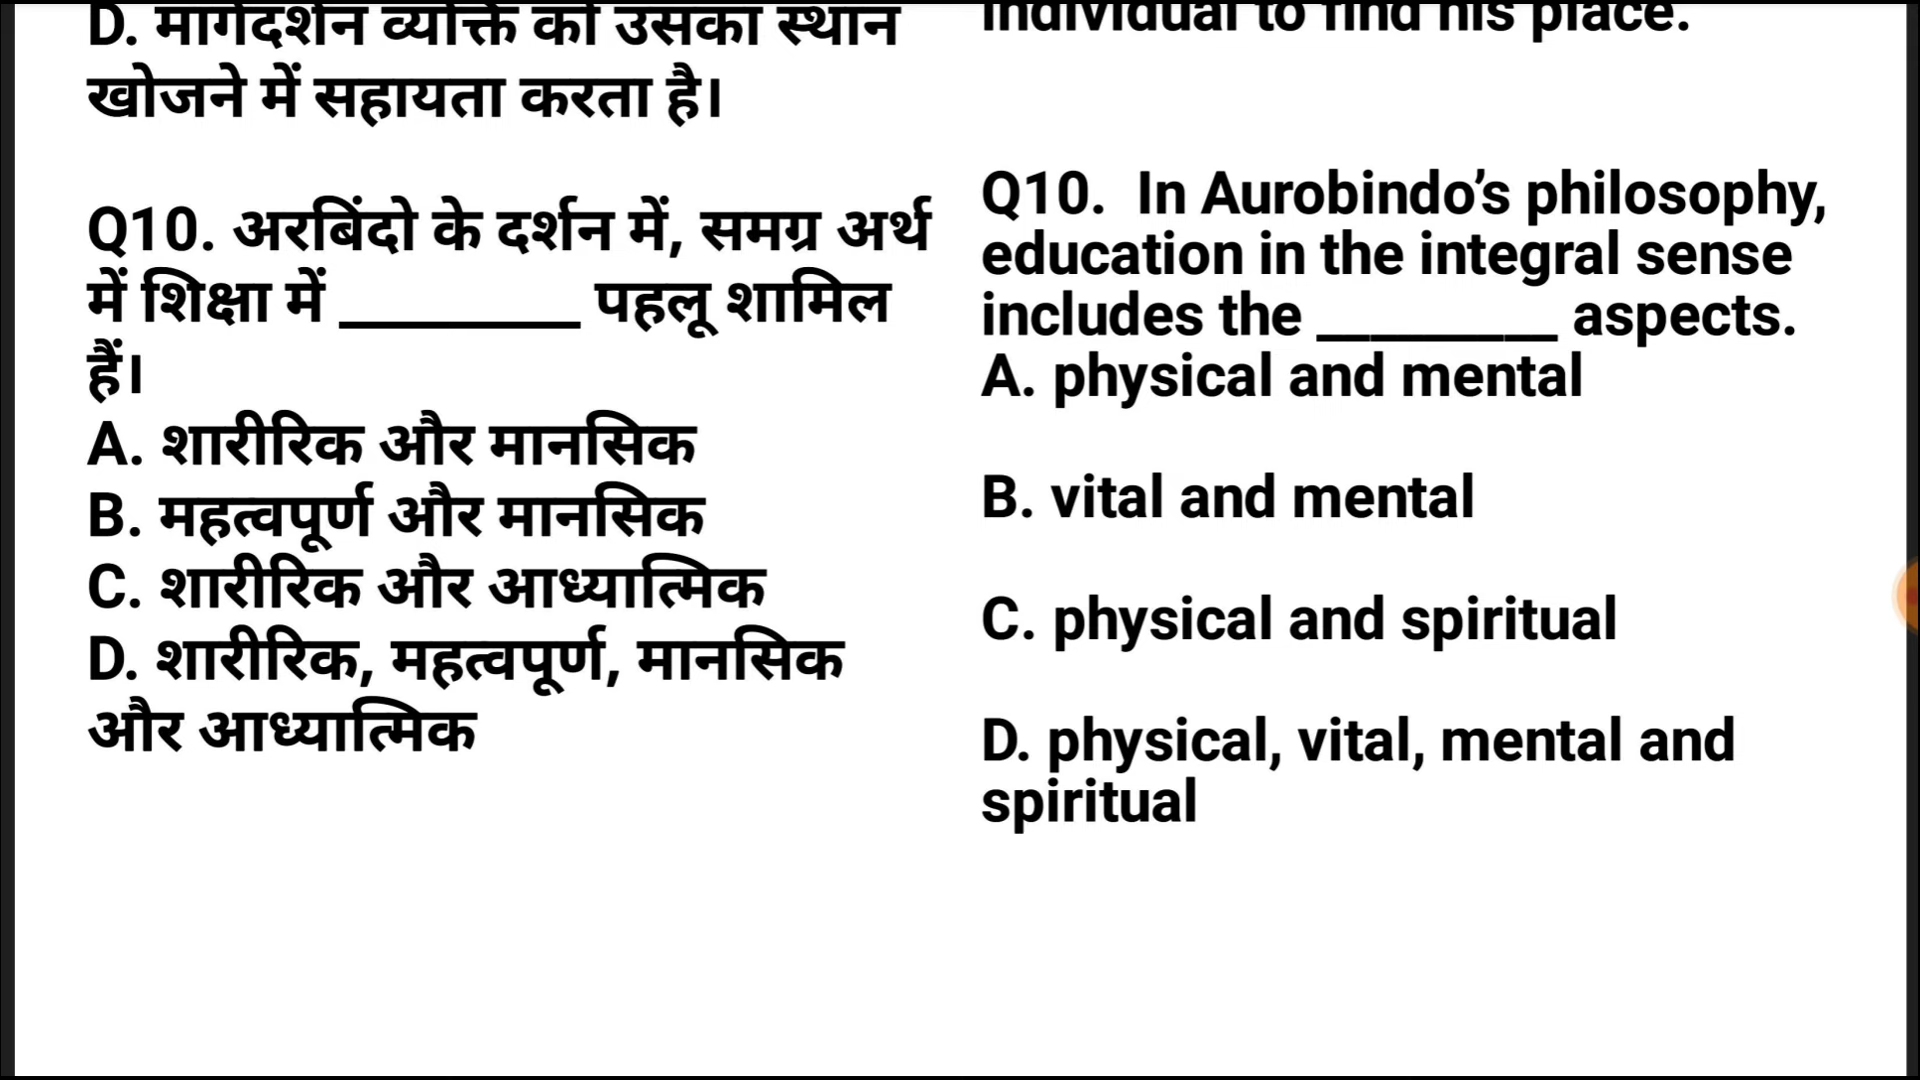 D. मार्गदर्शन व्यक्ति को उसका स्थान
खोजने में सहायता करता है।
Q10. अरबिंदो के दर्शन में, समग्र अर्थ
में शिक्षा में _________ पहलू शामिल
हैं।
A. शारीरिक और मानसिक
B. महत्वपूर्ण और मानसिक
C. शारीरिक और आध्यात्मिक
D. शारीरिक, महत्वपूर्ण, मानसिक
और आध्यात्मिक
individual to find his place.
Q10. In Aurobindo’s philosophy,
education in the integral sense
includes the _________ aspects.
A. physical and mental
B. vital and mental
C. physical and spiritual
D. physical, vital, mental and
spiritual